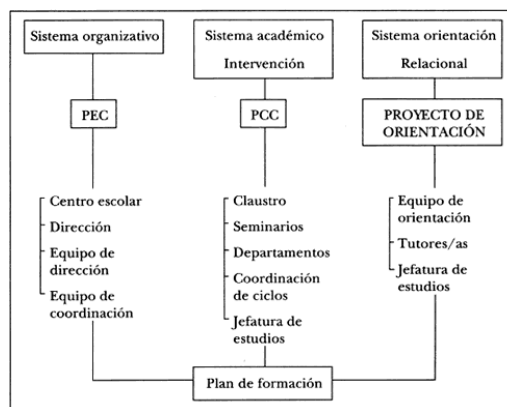 Sistema organizativo
Sistema académico
Intervención
Sistema orientación
Relacional
PEC
PCC
PROYECTO DE
ORIENTACIÓN
Centro escolar
Dirección
Equipo de
dirección
Equipo de
coordinación
Claustro
Seminarios
Departamentos
Coordinación
de ciclos
Jefatura de
estudios
Equipo de
orientación
Tutores/as
Jefatura de
estudios
Plan de formación